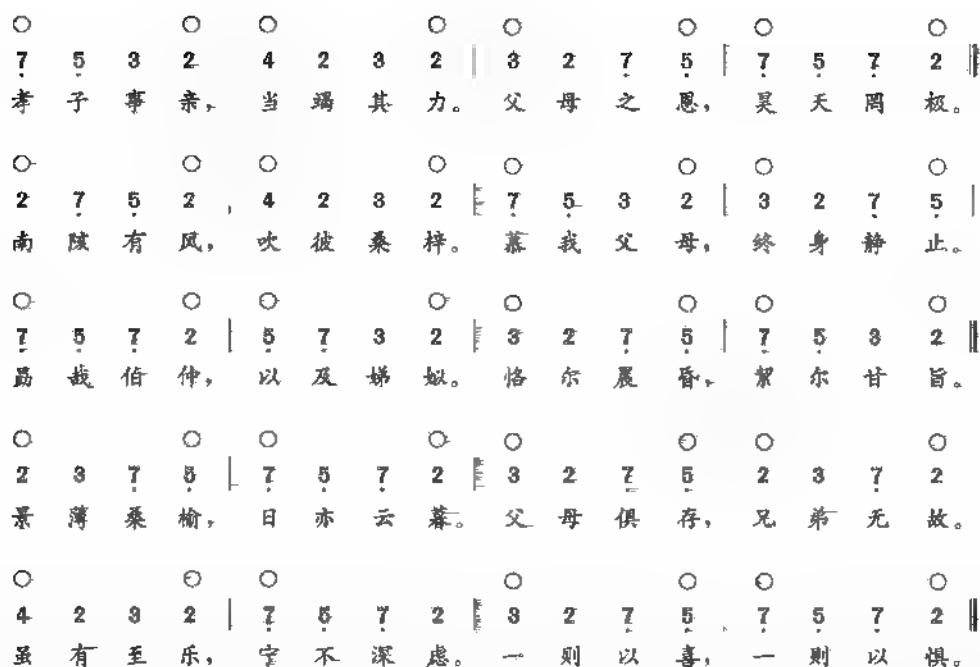 7 5 3 2 4 2 3 2 | 3 2 7 5 | 7 5 7 2 ‖
孝子事亲，当竭其力。父母之恩，昊天罔极。
2 7 5 2 , 4 2 3 2 | 7 5 3 2 | 3 2 7 5 |
南陔有风，吹彼桑梓。慕我父母，终身静止。
7 5 7 2 | 5 7 3 2 | 3 2 7 5 | 7 5 3 2 ‖
勗哉伯仲，以及娣姒。恪尔晨昏，絜尔甘旨。
2 3 7 5 | 7 5 7 2 | 3 2 7 5 2 3 7 2
景薄桑榆，日亦云暮。父母俱存，兄弟无故。
4 2 3 2 | 7 5 7 2 | 3 2 7 5 | 7 5 7 2 ‖
虽有至乐，宁不深虑。一则以喜，一则以惧。